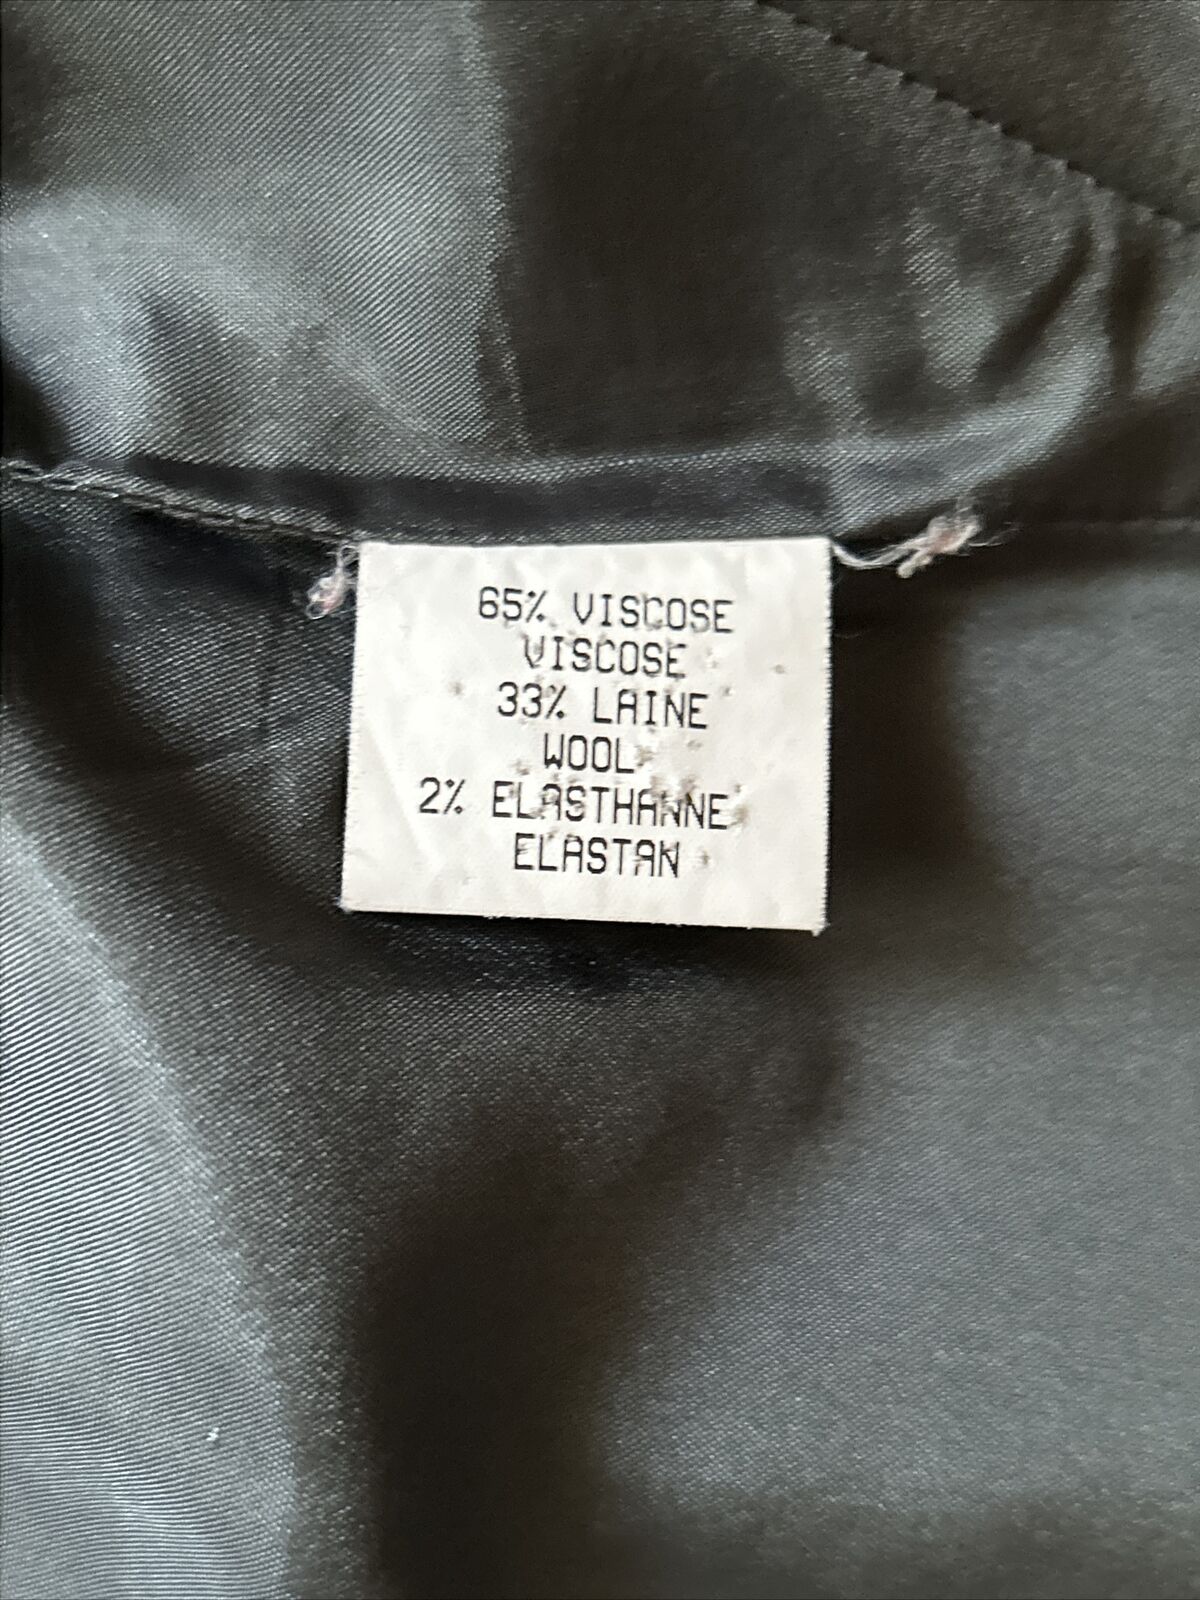 65% VISCOSE
VISCOSE
33% LAINE
WOOL
2% ELASTHANNE
ELASTAN